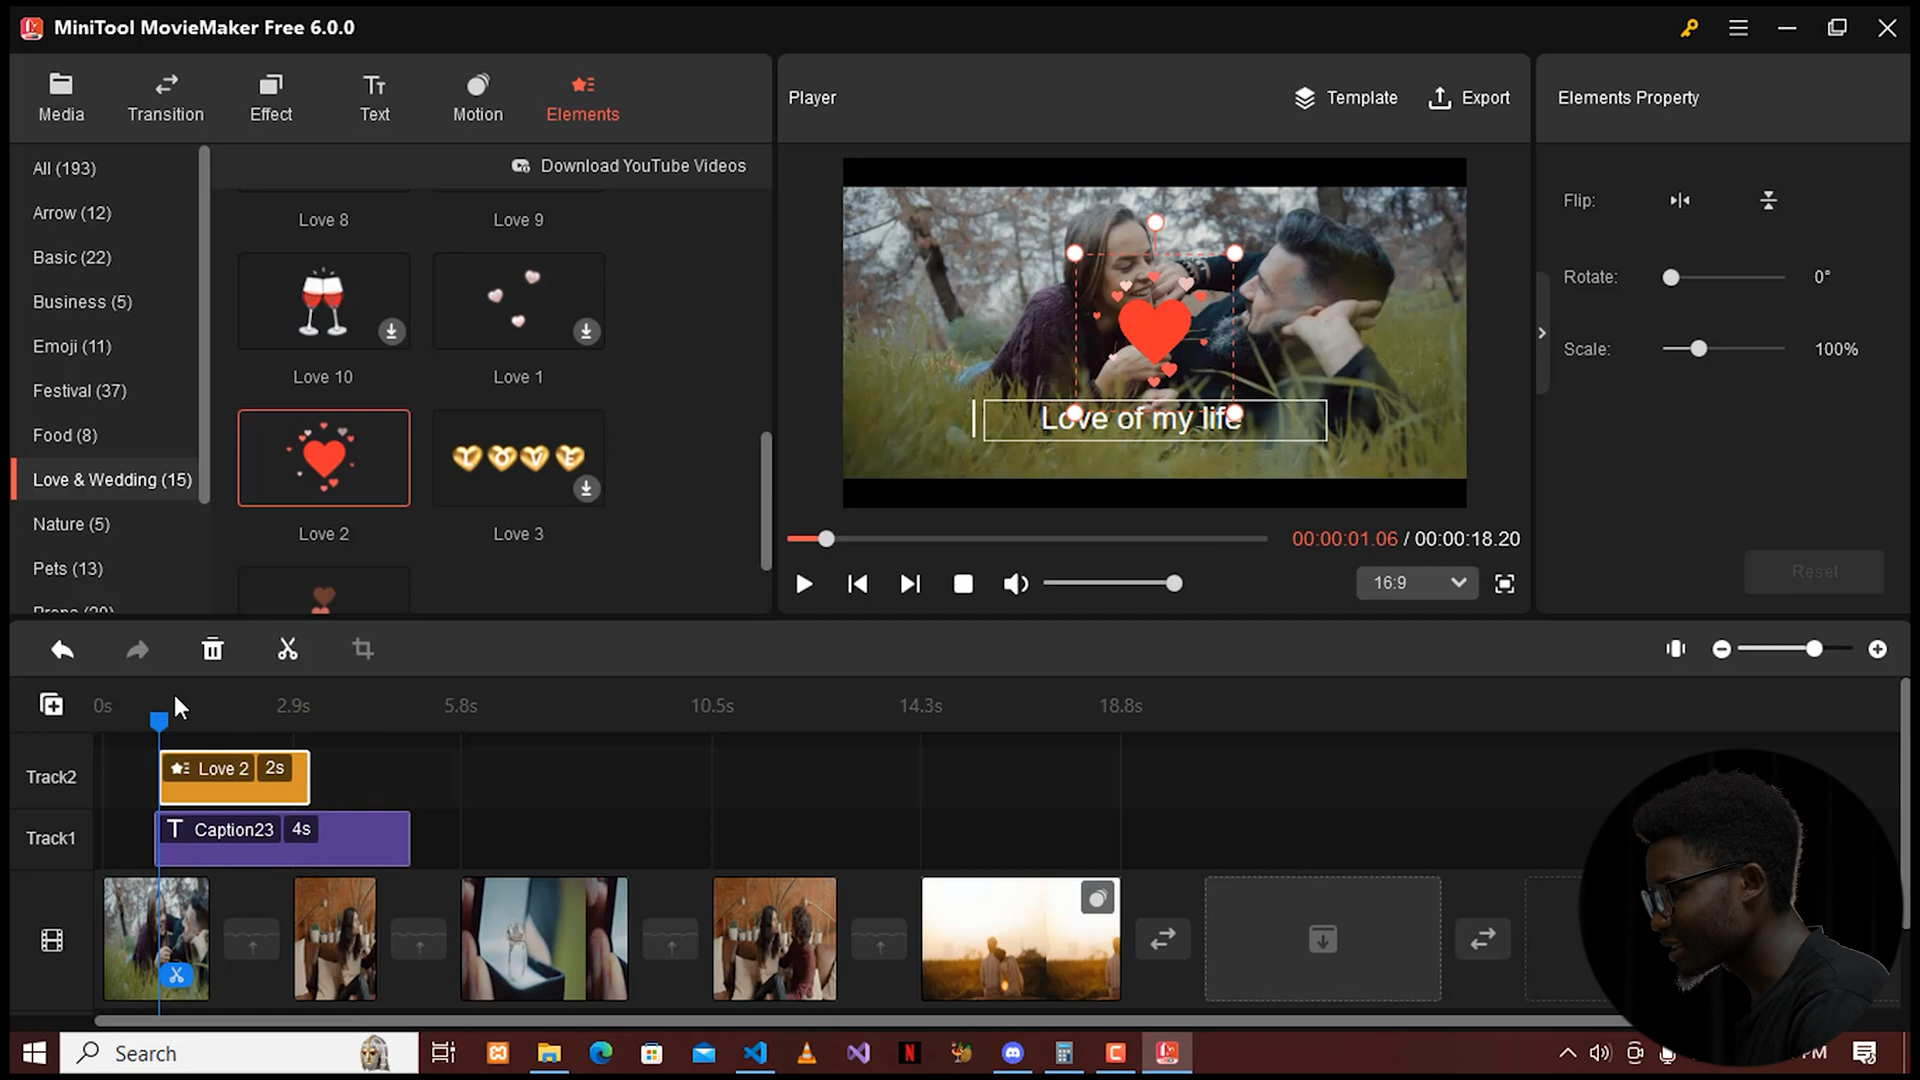 MiniTool MovieMaker Free 6.0.0
Media
Transition
Effect
Text
Motion
Elements
Player
Template
Export
Elements Property
All (193)
Arrow (12)
Basic (22)
Business (5)
Emoji (11)
Festival (37)
Food (8)
Love & Wedding (15)
Nature (5)
Pets (13)
Download YouTube Videos
Love 8
Love 9
Love 10
Love 1
LOVE
Love 2
Love 3
Love of my life
00:00:01.06 / 00:00:18.20
16:9
Flip:
Rotate:
0°
Scale:
100%
Reset
0s
2.9s
5.8s
10.5s
14.3s
18.8s
Track2
Love 2
2s
Track1
T
Caption23
4s
Search
PM